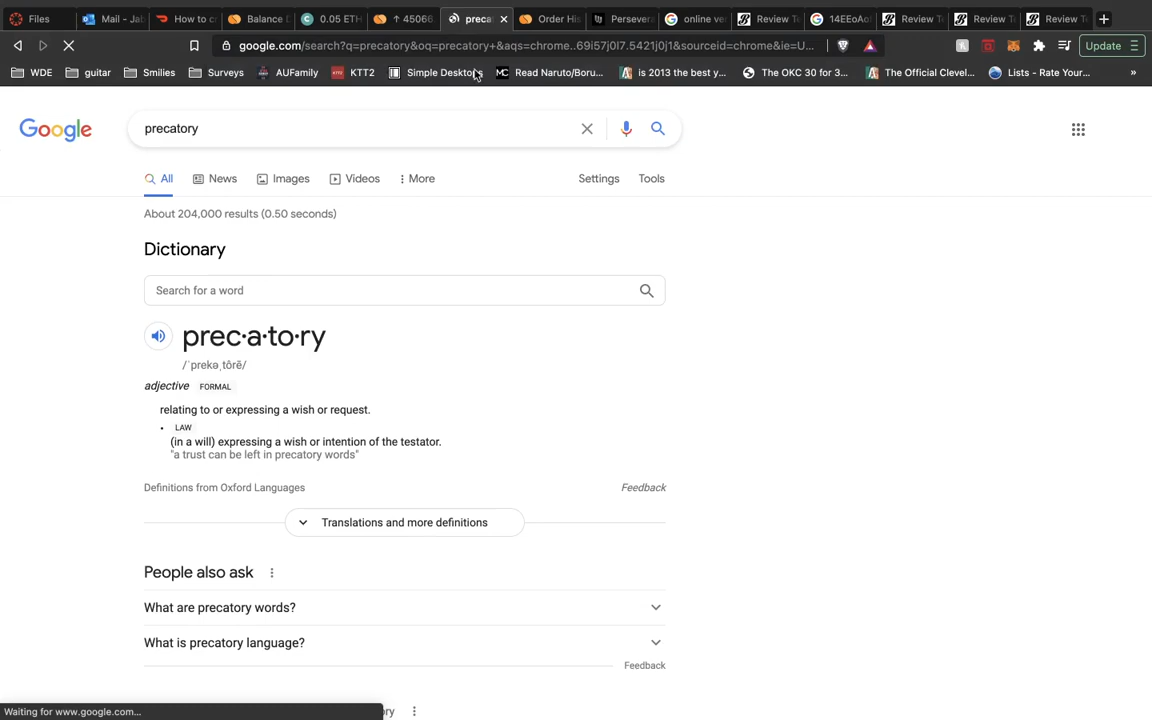 Files Mail - Jab How to cr Balance 0.05 ETH ↑ 45066. preca Order His Persever online ve Review T 14EEoAo Review T Review T Review T
google.com/search?q=precatory&oq=precatory+&aqs=chrome..69i57j0l7.5421j0j1&sourceid=chrome&ie=U... Update
WDE guitar Smilies Surveys AUFamily KTT2 Simple Desktops Read Naruto/Boru... is 2013 the best y... The OKC 30 for 3... The Official Clevel... Lists - Rate Your... »
Google precatory
All News Images Videos More Settings Tools
About 204,000 results (0.50 seconds)
Dictionary
Search for a word
prec·a·to·ry
/ˈprekəˌtôrē/
adjective FORMAL
relating to or expressing a wish or request.
• LAW
(in a will) expressing a wish or intention of the testator.
"a trust can be left in precatory words"
Definitions from Oxford Languages Feedback
Translations and more definitions
People also ask
What are precatory words?
What is precatory language?
Feedback
Waiting for www.google.com... ory